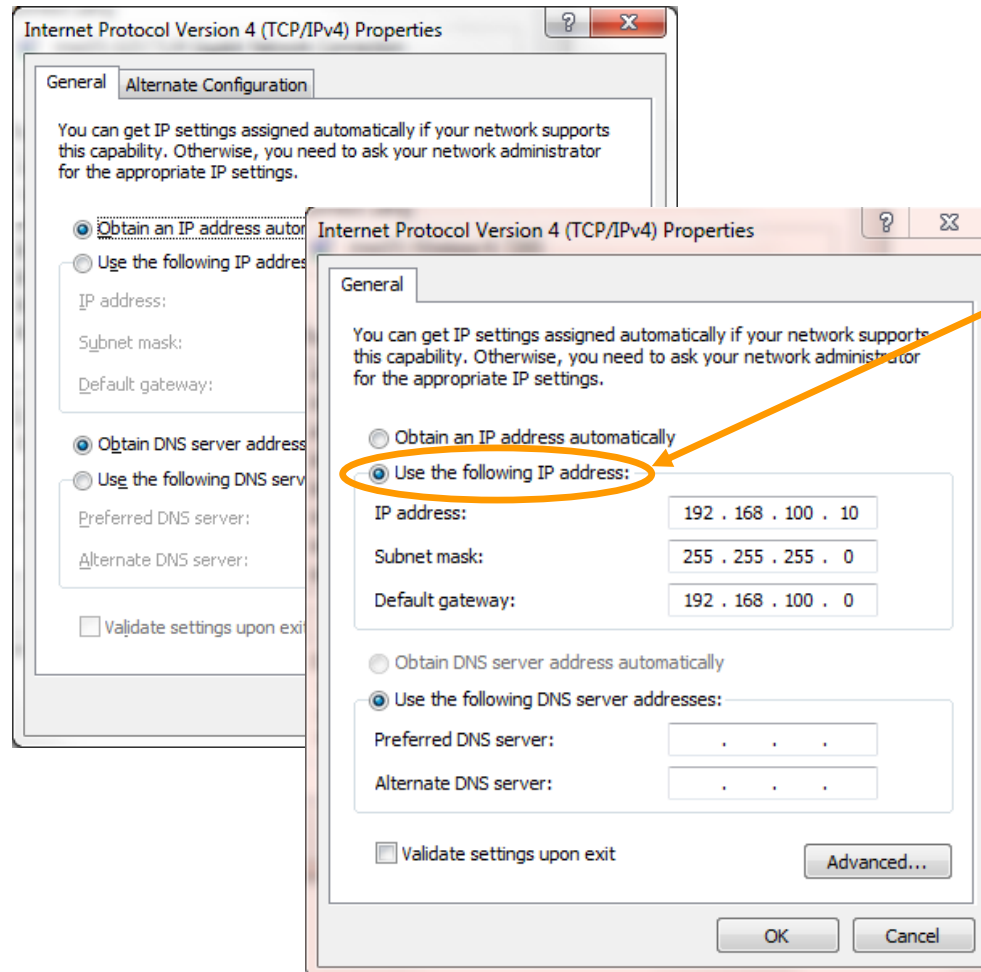 Internet Protocol Version 4 (TCP/IPv4) Properties
General
Alternate Configuration
You can get IP settings assigned automatically if your network supports
this capability. Otherwise, you need to ask your network administrator
for the appropriate IP settings.
Obtain an IP address
Use the following IP
IP address:
Subnet mask:
Default gateway:
Obtain DNS server address
Use the following DNS
Preferred DNS server:
Alternate DNS server:
Validate settings upon
Internet Protocol Version 4 (TCP/IPv4) Properties
General
You can get IP settings assigned automatically if your network supports
this capability. Otherwise, you need to ask your network administrator
for the appropriate IP settings.
Obtain an IP address automatically
Use the following IP address:
IP address: 192 . 168 . 100 . 10
Subnet mask: 255 . 255 . 255 . 0
Default gateway: 192 . 168 . 100 . 0
Obtain DNS server address automatically
Use the following DNS server addresses:
Preferred DNS server: . . .
Alternate DNS server: . . .
Validate settings upon exit
Advanced...
OK
Cancel